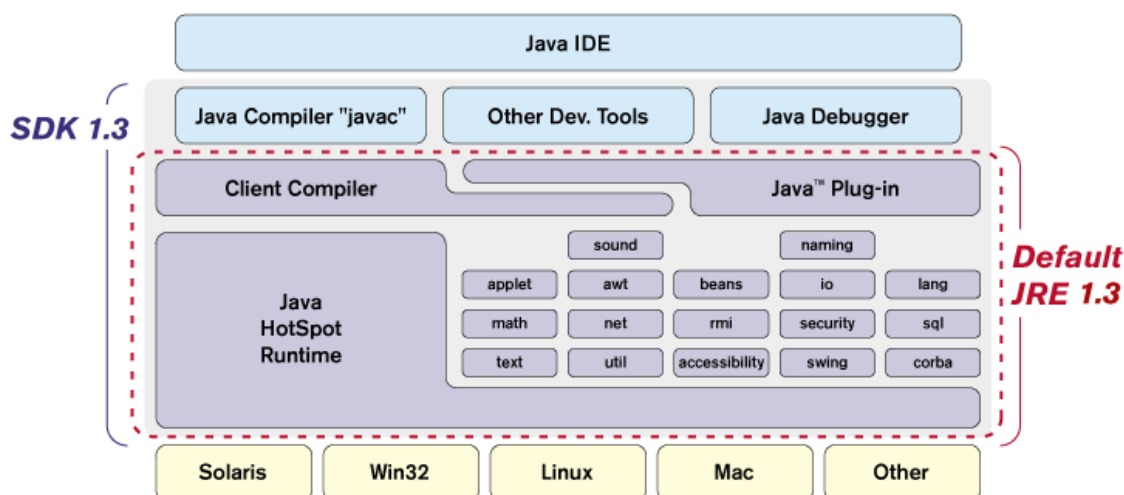 Java IDE
SDK 1.3
Java Compiler "javac"
Other Dev. Tools
Java Debugger
Client Compiler
Java™ Plug-in
Default
JRE 1.3
Java
HotSpot
Runtime
sound
naming
applet
awt
beans
io
lang
math
net
rmi
security
sql
text
util
accessibility
swing
corba
Solaris
Win32
Linux
Mac
Other